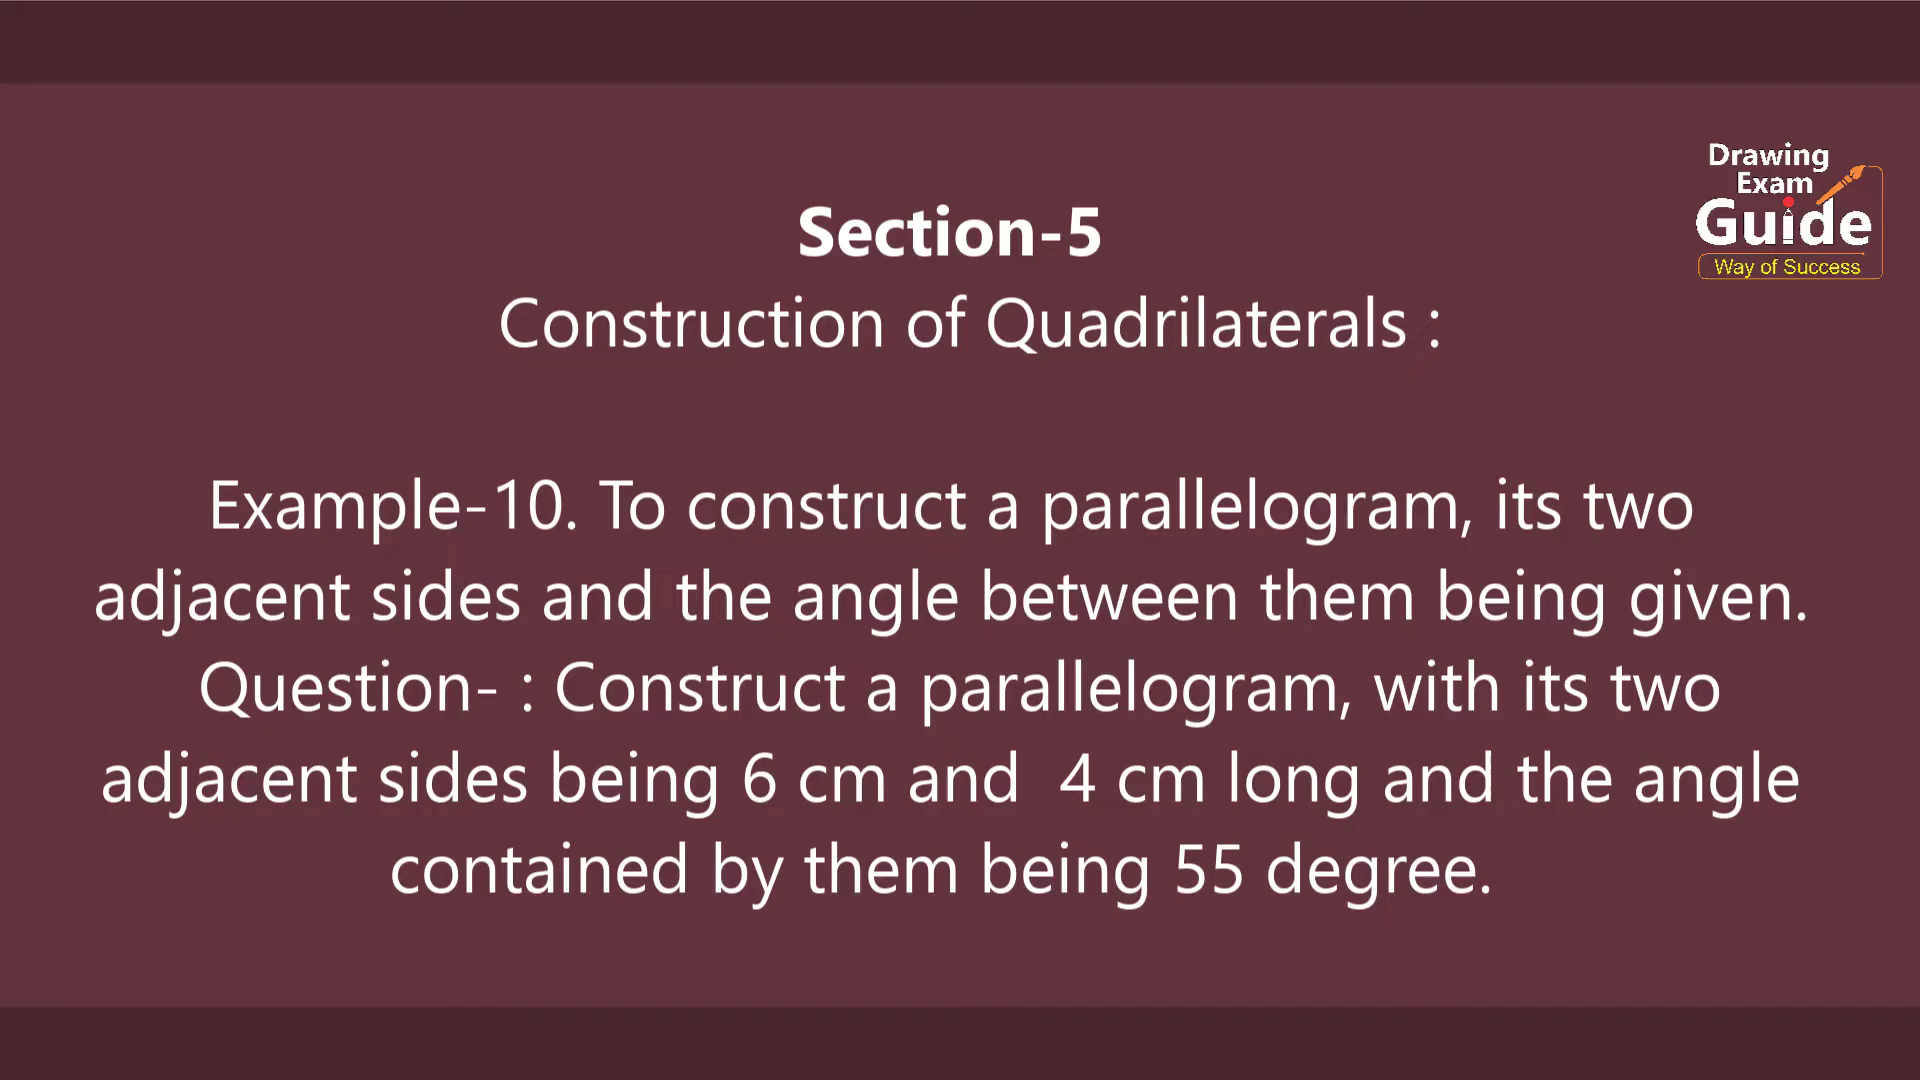 Drawing
Exam
Guide
Way of Success
Section-5
Construction of Quadrilaterals :
Example-10. To construct a parallelogram, its two
adjacent sides and the angle between them being given.
Question- : Construct a parallelogram, with its two
adjacent sides being 6 cm and  4 cm long and the angle
contained by them being 55 degree.